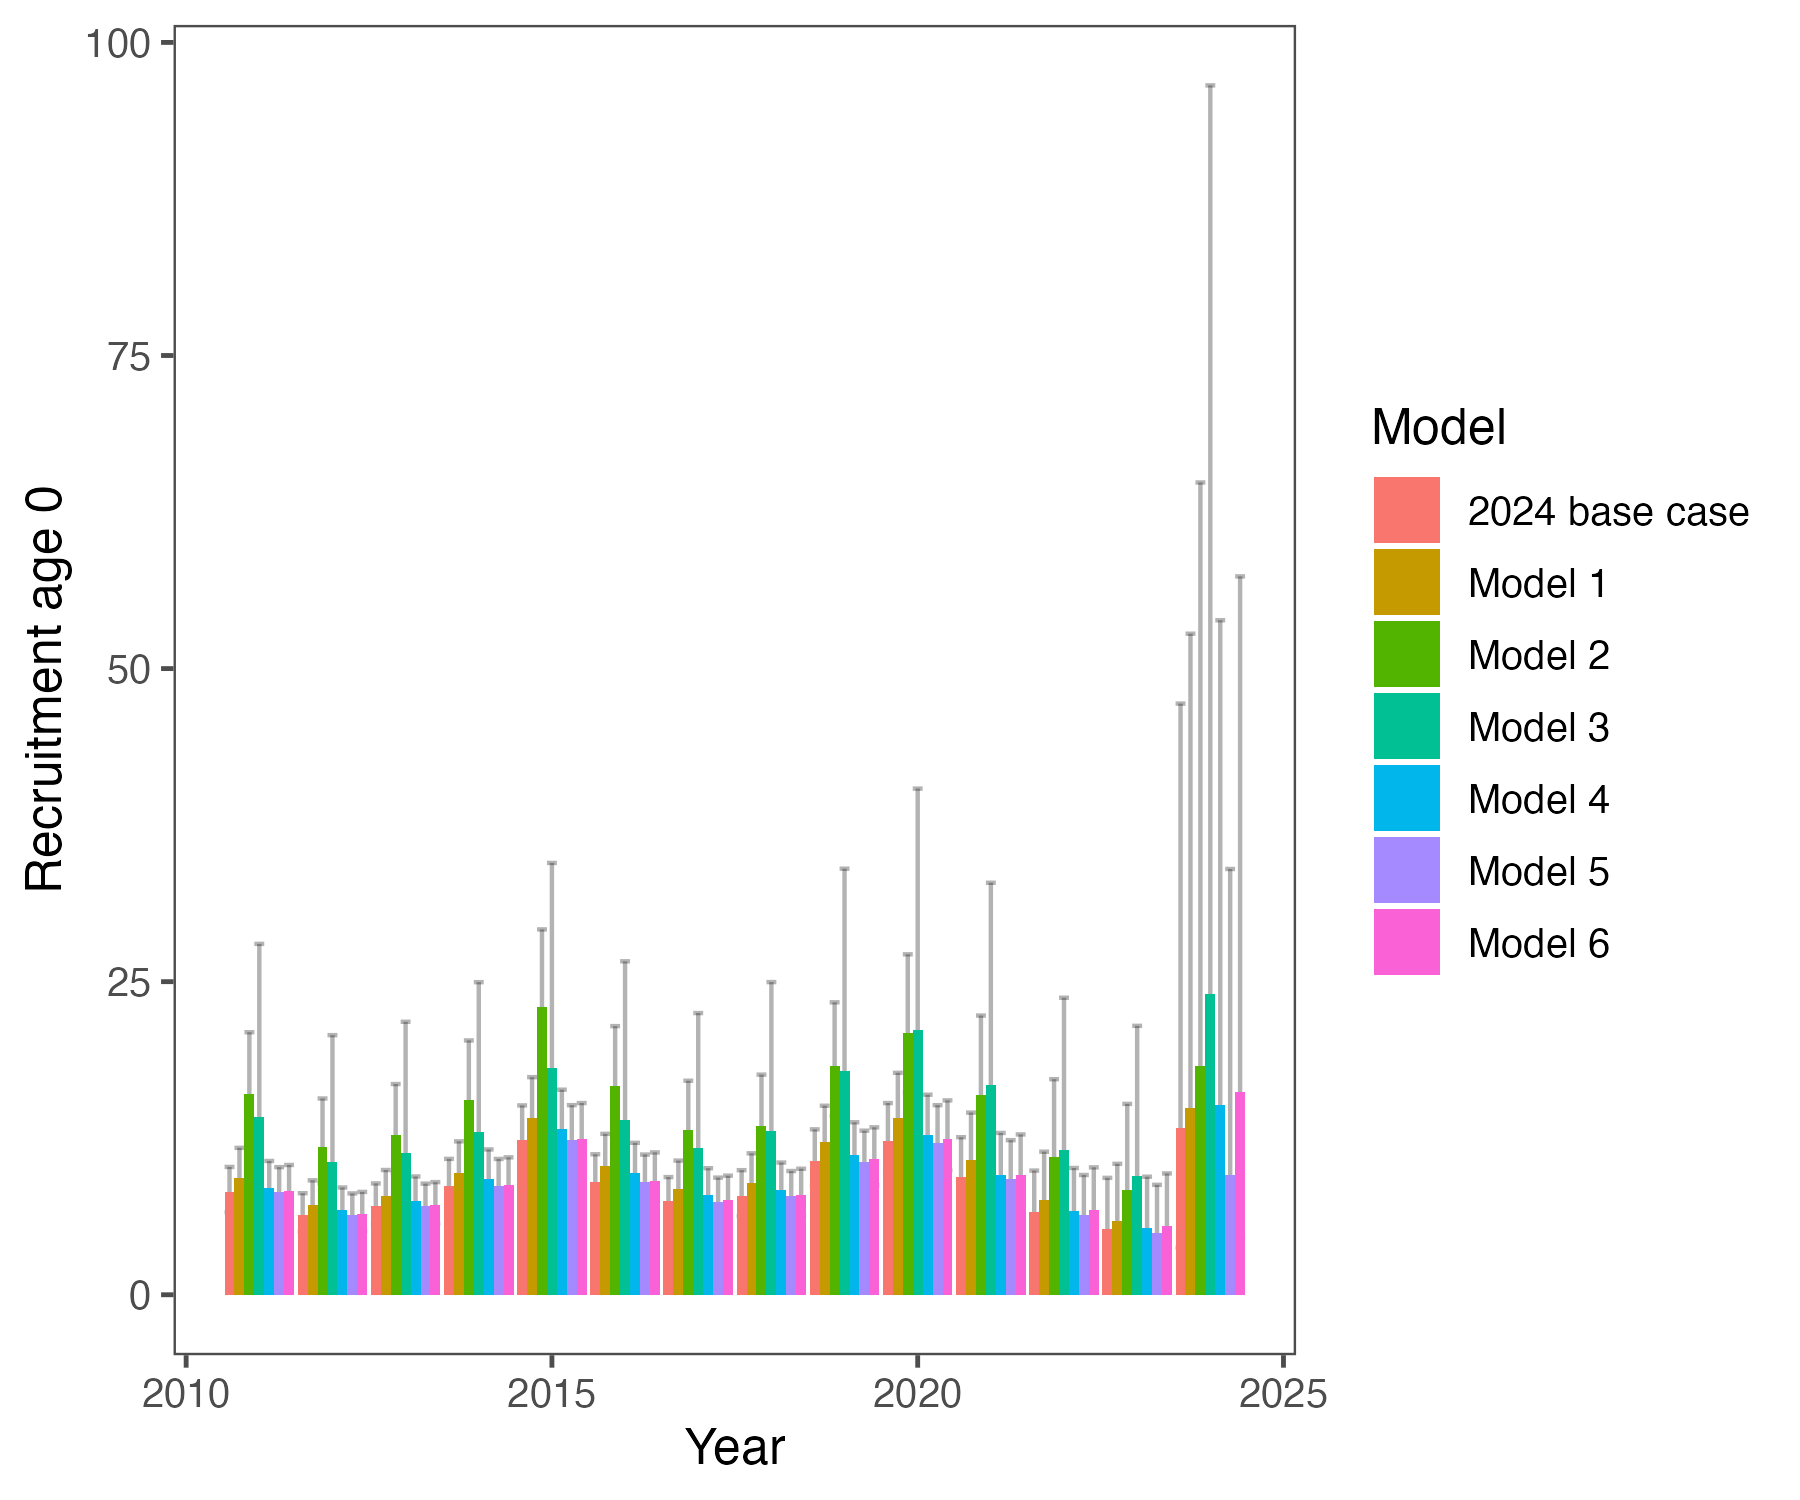 100
75
50
25
0
Recruitment age 0
2010
2015
2020
2025
Year
Model
2024 base case
Model 1
Model 2
Model 3
Model 4
Model 5
Model 6